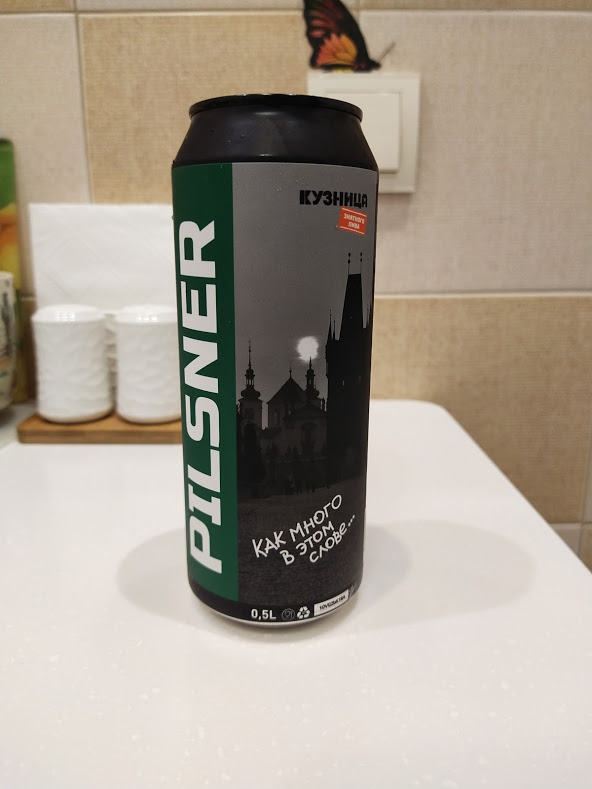 PILSNER
КУЗНИЦА
ЗНАТНОГО
ПИВА
КАК МНОГО
В ЭТОМ
СЛОВЕ...
0,5L